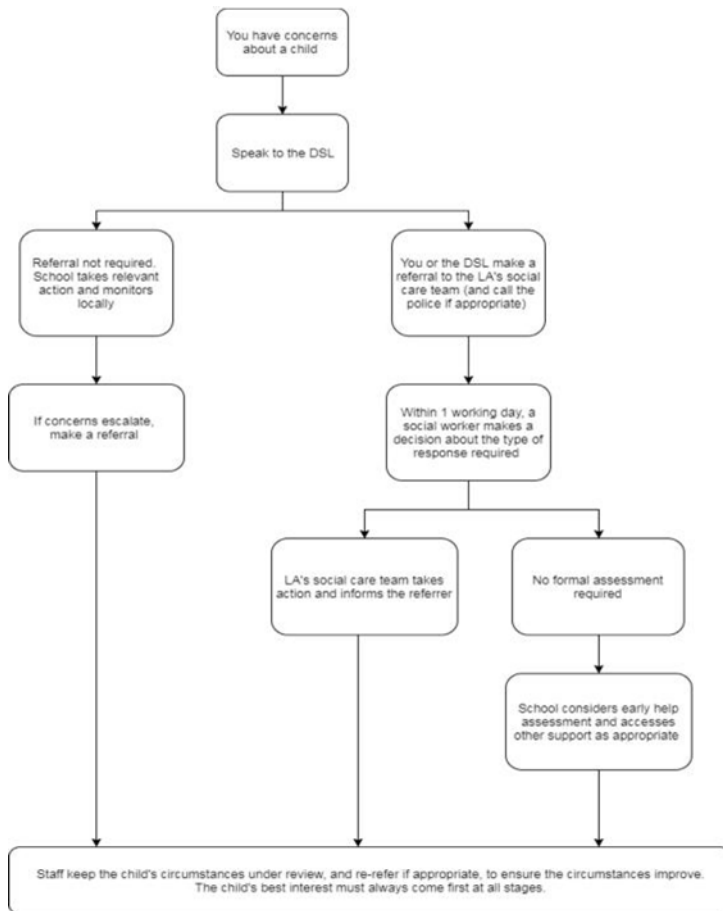 You have concerns
about a child
Speak to the DSL
Referral not required.
School takes relevant
action and monitors
locally
You or the DSL make a
referral to the LA's social
care team (and call the
police if appropriate)
If concerns escalate,
make a referral
Within 1 working day, a
social worker makes a
decision about the type of
response required
LA's social care team takes
action and informs the referrer
No formal assessment
required
School considers early help
assessment and accesses
other support as appropriate
Staff keep the child's circumstances under review, and re-refer if appropriate, to ensure the circumstances improve.
The child's best interest must always come first at all stages.